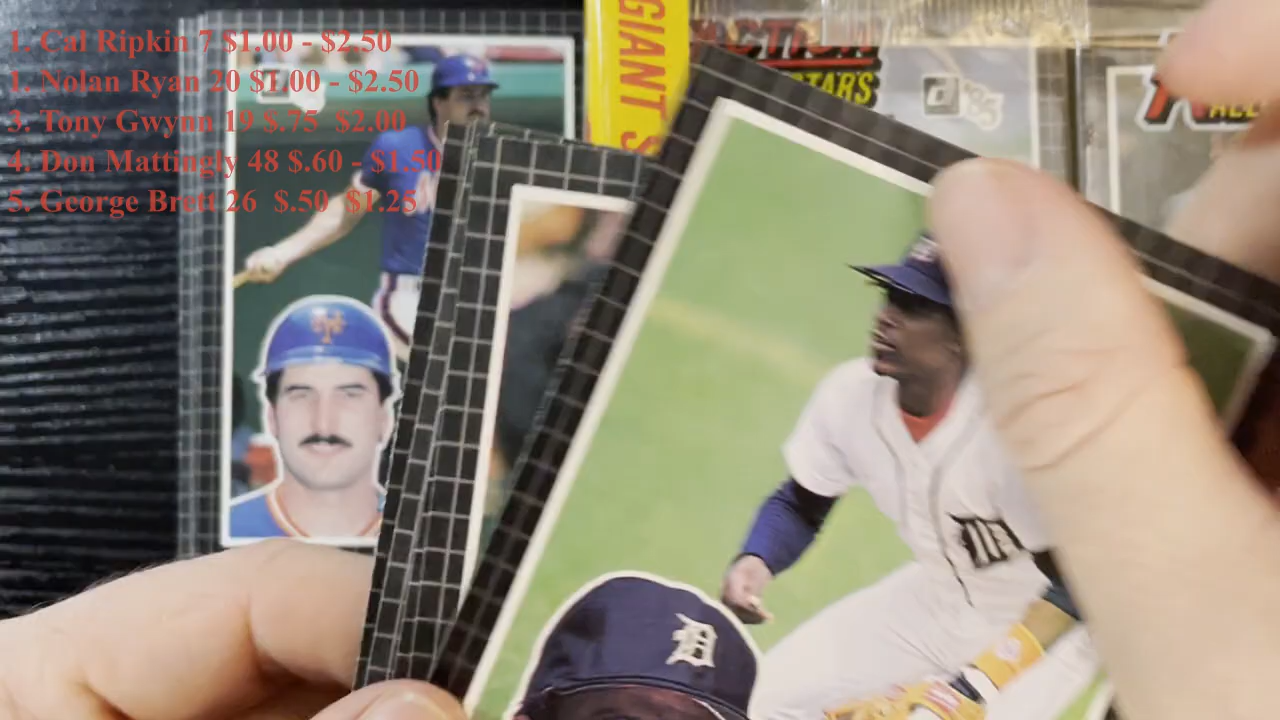 1. Cal Ripkin 7 $1.00 - $2.50
1. Nolan Ryan 20 $1.00 - $2.50
3. Tony Gwynn 19 $.75 $2.00
4. Don Mattingly 48 $.60 - $1.50
5. George Brett 26 $.50 $1.25
GIANT S
ACTION
STARS
d '85
ALL
D